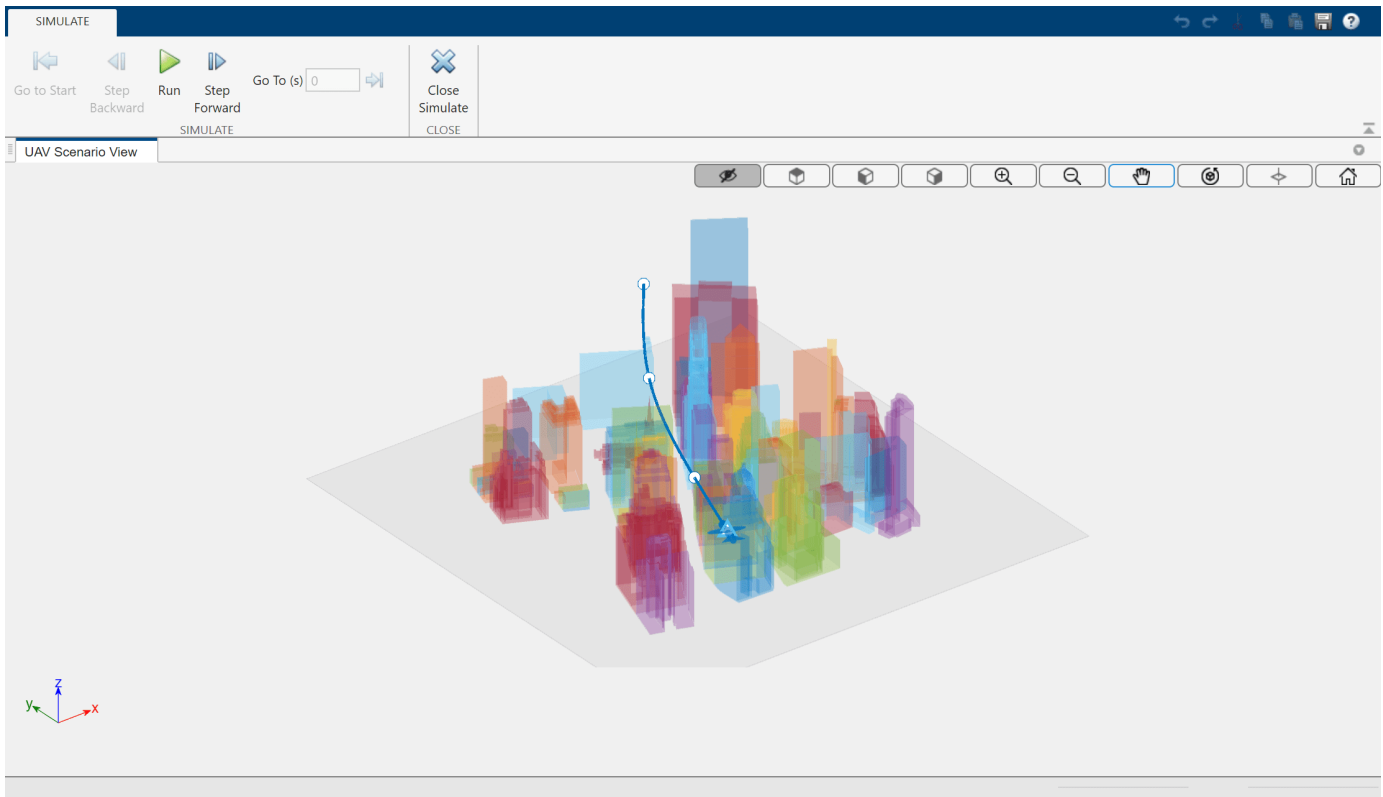 SIMULATE
Go to Start
Step
Backward
Run
Step
Forward
Go To (s) 0
Close
Simulate
SIMULATE
CLOSE
UAV Scenario View
z
y
x